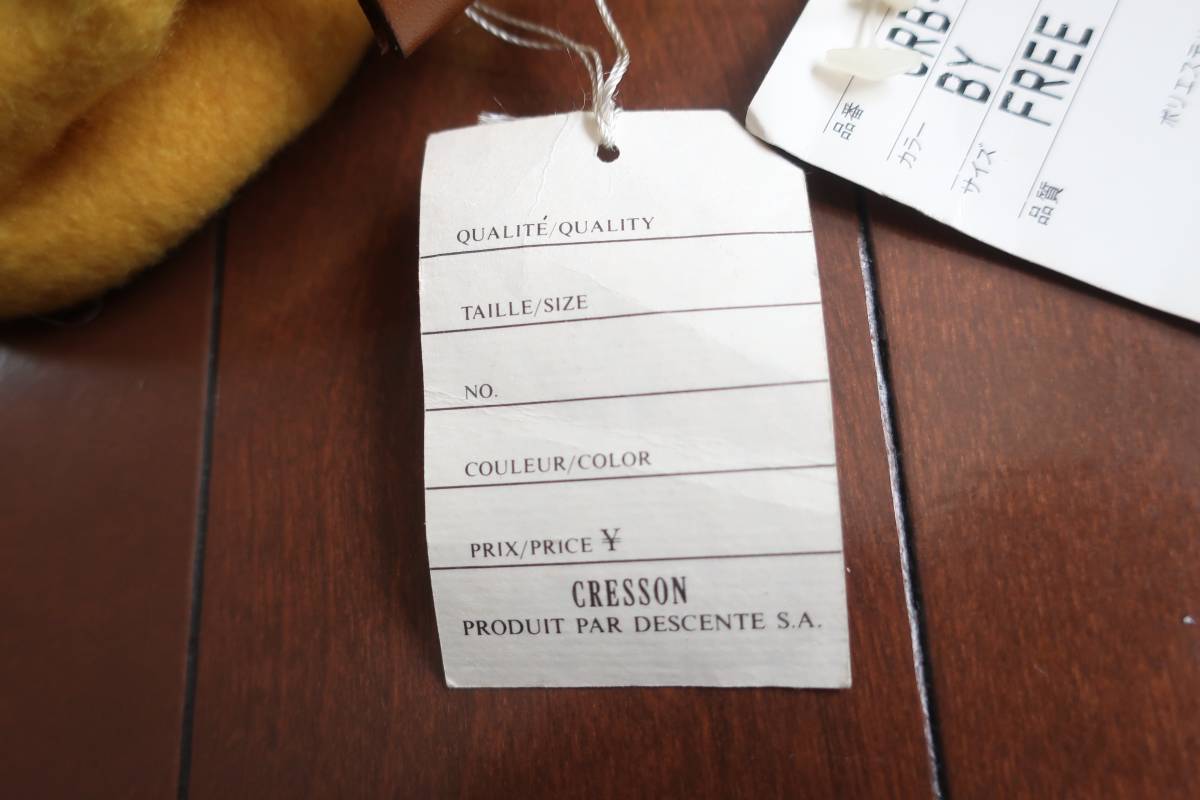 QUALITÉ/QUALITY
TAILLE/SIZE
NO.
COULEUR/COLOR
PRIX/PRICE ¥
CRESSON
PRODUIT PAR DESCENTE S.A.
品番
カラー BY
サイズ FREE
品質